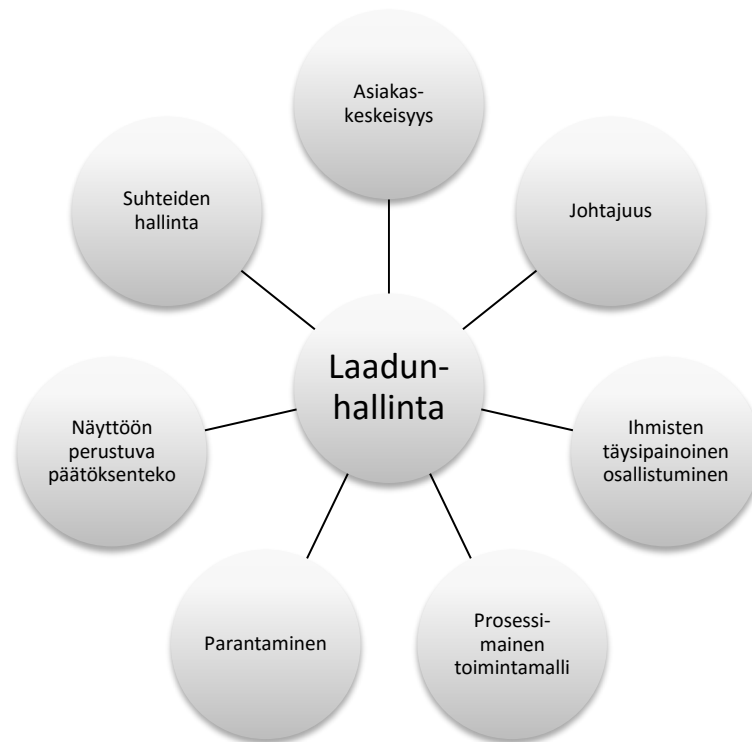 Asiakas-
keskeisyys
Johtajuus
Ihmisten
täysipainoinen
osallistuminen
Prosessi-
mainen
toimintamalli
Parantaminen
Näyttöön
perustuva
päätöksenteko
Suhteiden
hallinta
Laadun-
hallinta